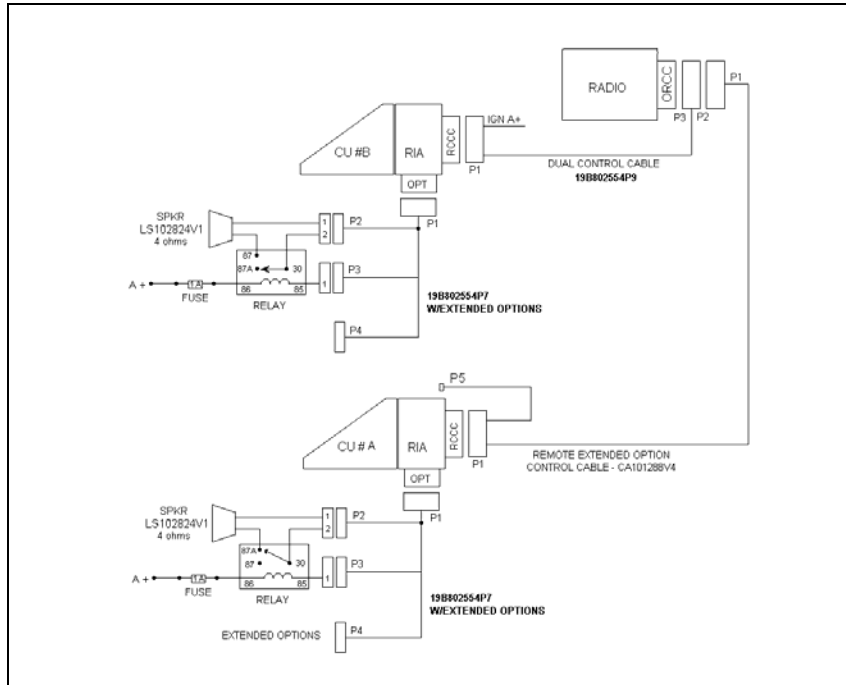 RADIO
ORCC
P1
P3
P2
IGN A+
CU #B
RIA
ROCC
P1
DUAL CONTROL CABLE
19B802554P9
OPT
P1
SPKR
LS102824V1
4 ohms
1
2
P2
87
87A
30
A +
1A
FUSE
86
85
RELAY
1
P3
19B802554P7
W/EXTENDED OPTIONS
P4
P5
CU # A
RIA
ROCC
P1
REMOTE EXTENDED OPTION
CONTROL CABLE - CA101288V4
OPT
P1
SPKR
LS102824V1
4 ohms
1
2
P2
87A
87
30
A +
1A
FUSE
86
85
RELAY
1
P3
19B802554P7
W/EXTENDED OPTIONS
EXTENDED OPTIONS
P4